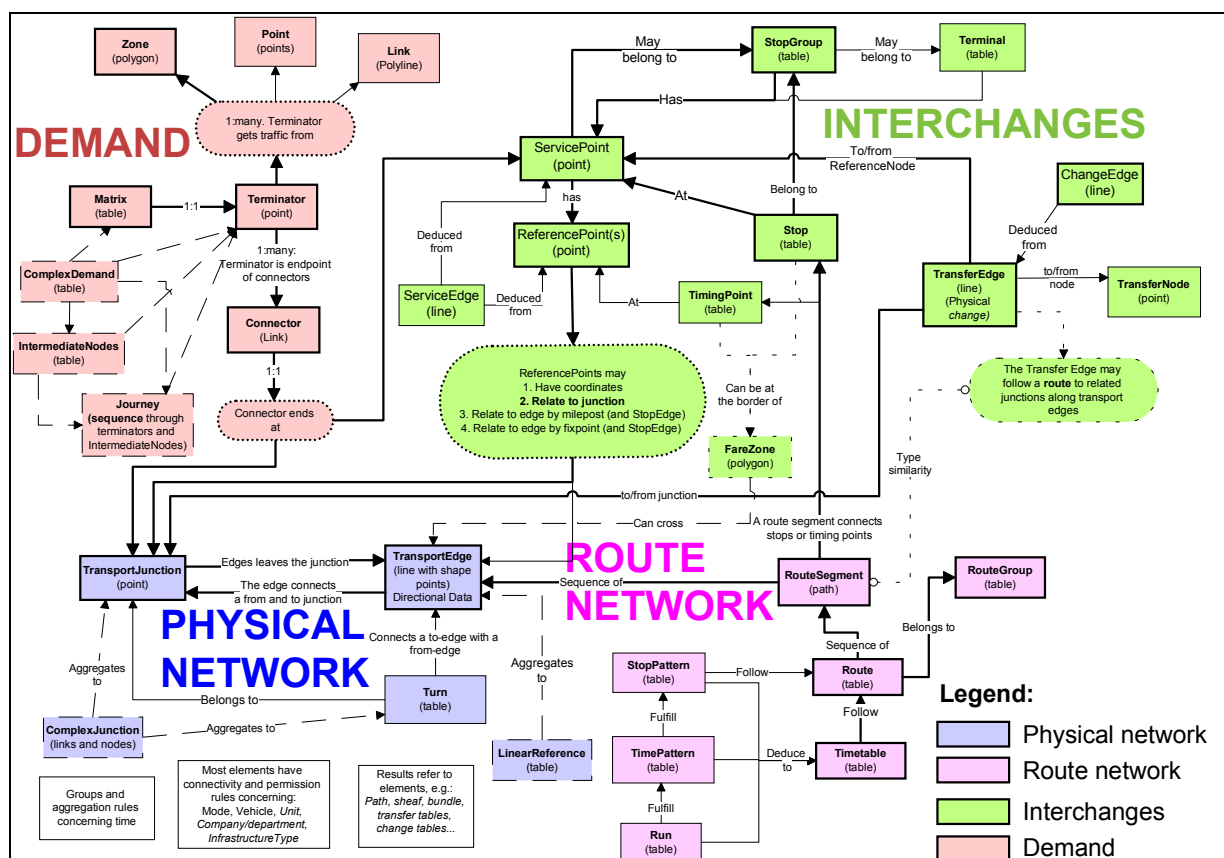 Zone
(polygon)
Point
(points)
Link
(Polyline)
1:many. Terminator
gets traffic from
DEMAND
Matrix
(table)
1:1
Terminator
(point)
1:many:
Terminator is endpoint
of connectors
ComplexDemand
(table)
IntermediateNodes
(table)
Connector
(Link)
1:1
Journey
(sequence through
terminators and
IntermediateNodes)
Connector ends
at
May
belong to
StopGroup
(table)
May
belong to
Terminal
(table)
Has
INTERCHANGES
ServicePoint
(point)
To/from
ReferenceNode
ChangeEdge
(line)
has
At
Belong to
Deduced
from
Deduced
from
ReferencePoint(s)
(point)
Stop
(table)
TransferEdge
(line)
(Physical
change)
to/from
node
TransferNode
(point)
ServiceEdge
(line)
Deduced
from
At
TimingPoint
(table)
ReferencePoints may
1. Have coordinates
2. Relate to junction
3. Relate to edge by milepost (and StopEdge)
4. Relate to edge by fixpoint (and StopEdge)
Can be at
the border of
The Transfer Edge may
follow a route to related
junctions along transport
edges
FareZone
(polygon)
Type
similarity
to/from junction
Can cross
A route segment connects
stops or timing points
TransportJunction
(point)
Edges leaves the junction
The edge connects
a from and to junction
TransportEdge
(line with shape
points)
Directional Data
ROUTE
NETWORK
Sequence of
RouteSegment
(path)
RouteGroup
(table)
PHYSICAL
NETWORK
Connects a to-edge with a
from-edge
Aggregates
to
Belongs to
Turn
(table)
Aggregates
to
Sequence of
Belongs to
StopPattern
(table)
Follow
Route
(table)
ComplexJunction
(links and nodes)
Aggregates to
LinearReference
(table)
Fulfill
Follow
TimePattern
(table)
Deduce
to
Timetable
(table)
Fulfill
Run
(table)
Groups and
aggregation rules
concerning time
Most elements have
connectivity and permission
rules concerning:
Mode, Vehicle, Unit,
Company/department,
InfrastructureType
Results refer to
elements, e.g.:
Path, sheaf, bundle,
transfer tables,
change tables...
Legend:
Physical network
Route network
Interchanges
Demand